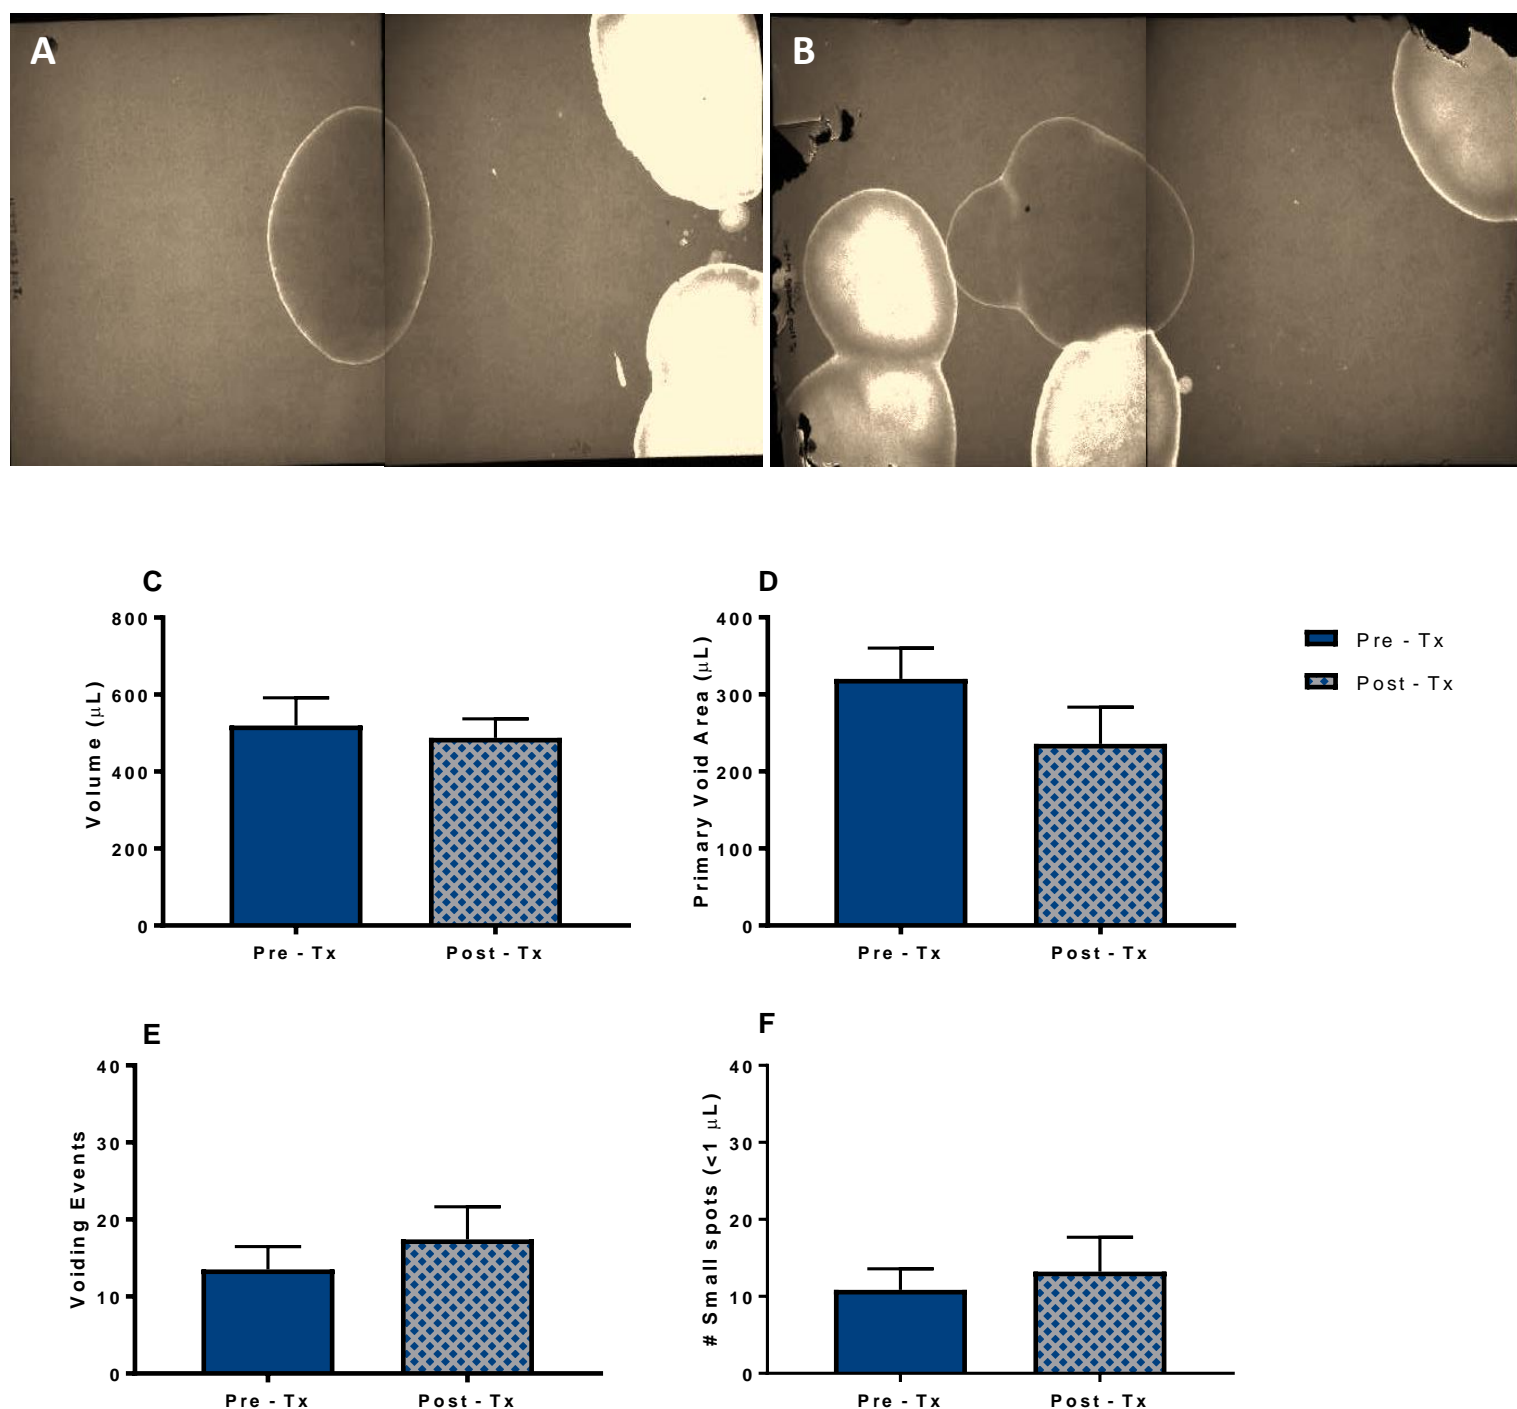 A
B
C
800
600
400
200
0
Volume (μL)
Pre - Tx
Post - Tx
D
400
300
200
100
0
Primary Void Area (μL)
Pre - Tx
Post - Tx
Pre - Tx
Post - Tx
E
40
30
20
10
0
Voiding Events
Pre - Tx
Post - Tx
F
40
30
20
10
0
# Small spots (<1 μL)
Pre - Tx
Post - Tx